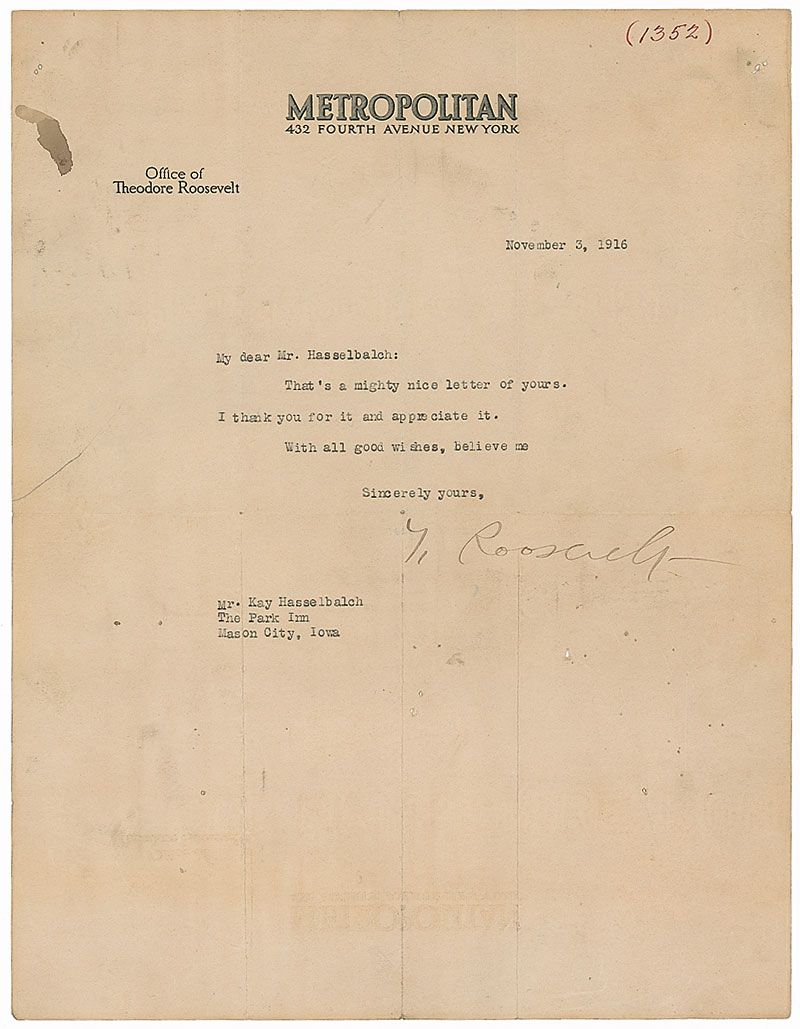 (1352)
METROPOLITAN
432 FOURTH AVENUE NEW YORK
Office of
Theodore Roosevelt
November 3, 1916
My dear Mr. Hasselbalch:
That's a mighty nice letter of yours.
I thank you for it and appreciate it.
With all good wishes, believe me
Sincerely yours,
T. Roosevelt
Mr. Kay Hasselbalch
The Park Inn
Mason City, Iowa